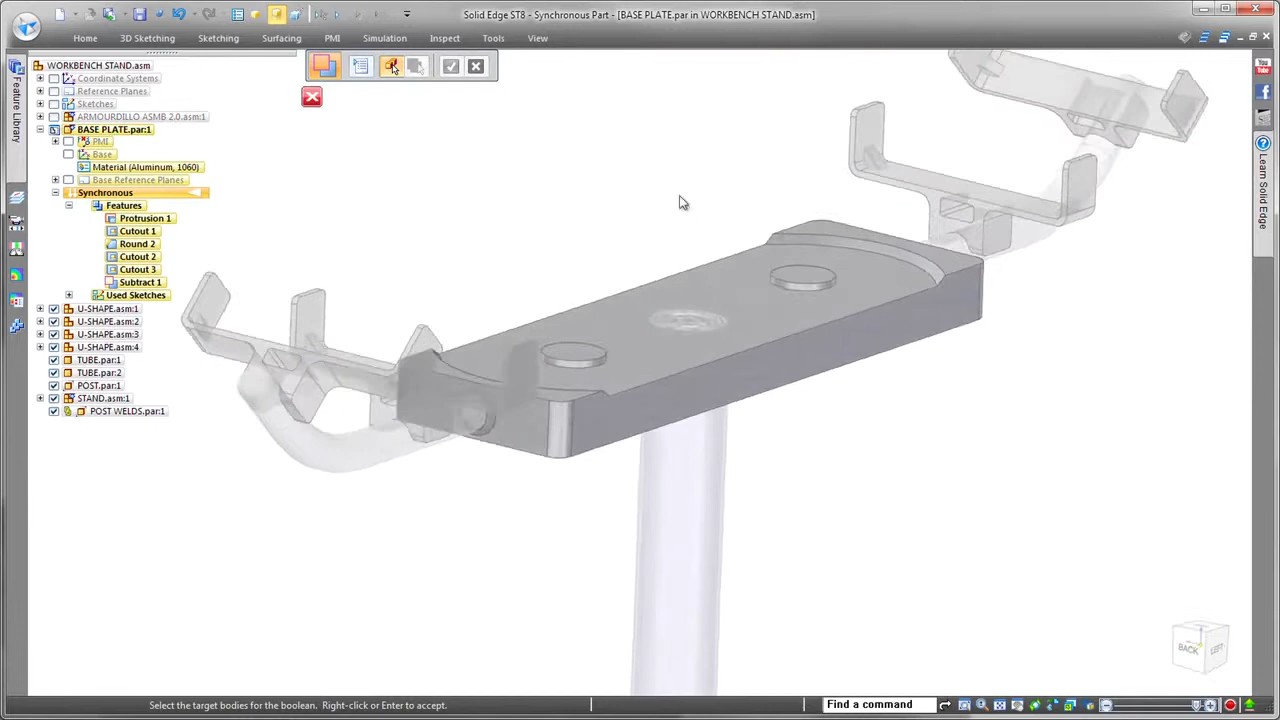 Solid Edge ST8 - Synchronous Part - [BASE PLATE.par in WORKBENCH STAND.asm]
Home 3D Sketching Sketching Surfacing PMI Simulation Inspect Tools View
WORKBENCH STAND.asm
Coordinate Systems
Reference Planes
Sketches
ARMOURDILLO ASMB 2.0.asm:1
BASE PLATE.par:1
PMI
Base
Material (Aluminum, 1060)
Base Reference Planes
Synchronous
Features
Protrusion 1
Cutout 1
Round 2
Cutout 2
Cutout 3
Subtract 1
Used Sketches
U-SHAPE.asm:1
U-SHAPE.asm:2
U-SHAPE.asm:3
U-SHAPE.asm:4
TUBE.par:1
TUBE.par:2
POST.par:1
STAND.asm:1
POST WELDS.par:1
Feature Library
You
Tube
Learn Solid Edge
BACK
LEFT
Select the target bodies for the boolean. Right-click or Enter to accept.
Find a command